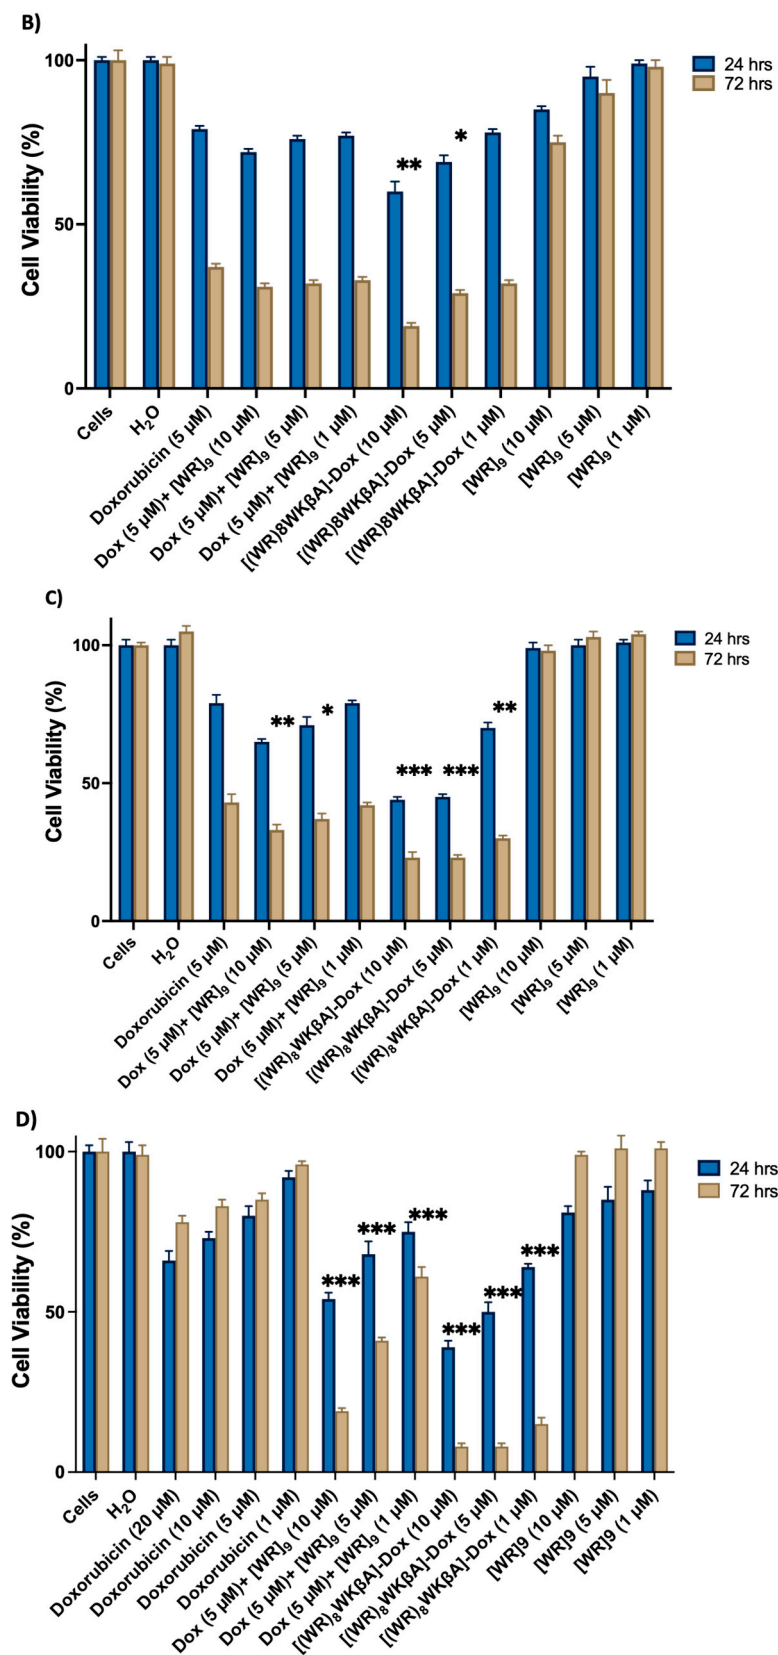 B)
100
50
0
Cell Viability (%)
24 hrs
72 hrs
**
*
Cells
H₂O
Doxorubicin (5 µM)
Dox (5 µM)+ [WR]₉ (10 µM)
Dox (5 µM)+ [WR]₉ (5 µM)
Dox (5 µM)+ [WR]₉ (1 µM)
[(WR)8WKβA]-Dox (10 µM)
[(WR)8WKβA]-Dox (5 µM)
[(WR)8WKβA]-Dox (1 µM)
[WR]₉ (10 µM)
[WR]₉ (5 µM)
[WR]₉ (1 µM)
C)
100
50
0
Cell Viability (%)
24 hrs
72 hrs
**
*
***
***
**
Cells
H₂O
Doxorubicin (5 µM)
Dox (5 µM)+ [WR]₉ (10 µM)
Dox (5 µM)+ [WR]₉ (5 µM)
Dox (5 µM)+ [WR]₉ (1 µM)
[(WR)₈WKβA]-Dox (10 µM)
[(WR)₈WKβA]-Dox (5 µM)
[(WR)₈WKβA]-Dox (1 µM)
[WR]₉ (10 µM)
[WR]₉ (5 µM)
[WR]₉ (1 µM)
D)
100
50
0
Cell Viability (%)
24 hrs
72 hrs
***
***
***
***
***
***
Cells
H₂O
Doxorubicin (20 µM)
Doxorubicin (10 µM)
Doxorubicin (5 µM)
Doxorubicin (1 µM)
Dox (5 µM)+ [WR]₉ (10 µM)
Dox (5 µM)+ [WR]₉ (5 µM)
Dox (5 µM)+ [WR]₉ (1 µM)
[(WR)₈WKβA]-Dox (10 µM)
[(WR)₈WKβA]-Dox (5 µM)
[(WR)₈WKβA]-Dox (1 µM)
[WR]9 (10 µM)
[WR]9 (5 µM)
[WR]9 (1 µM)